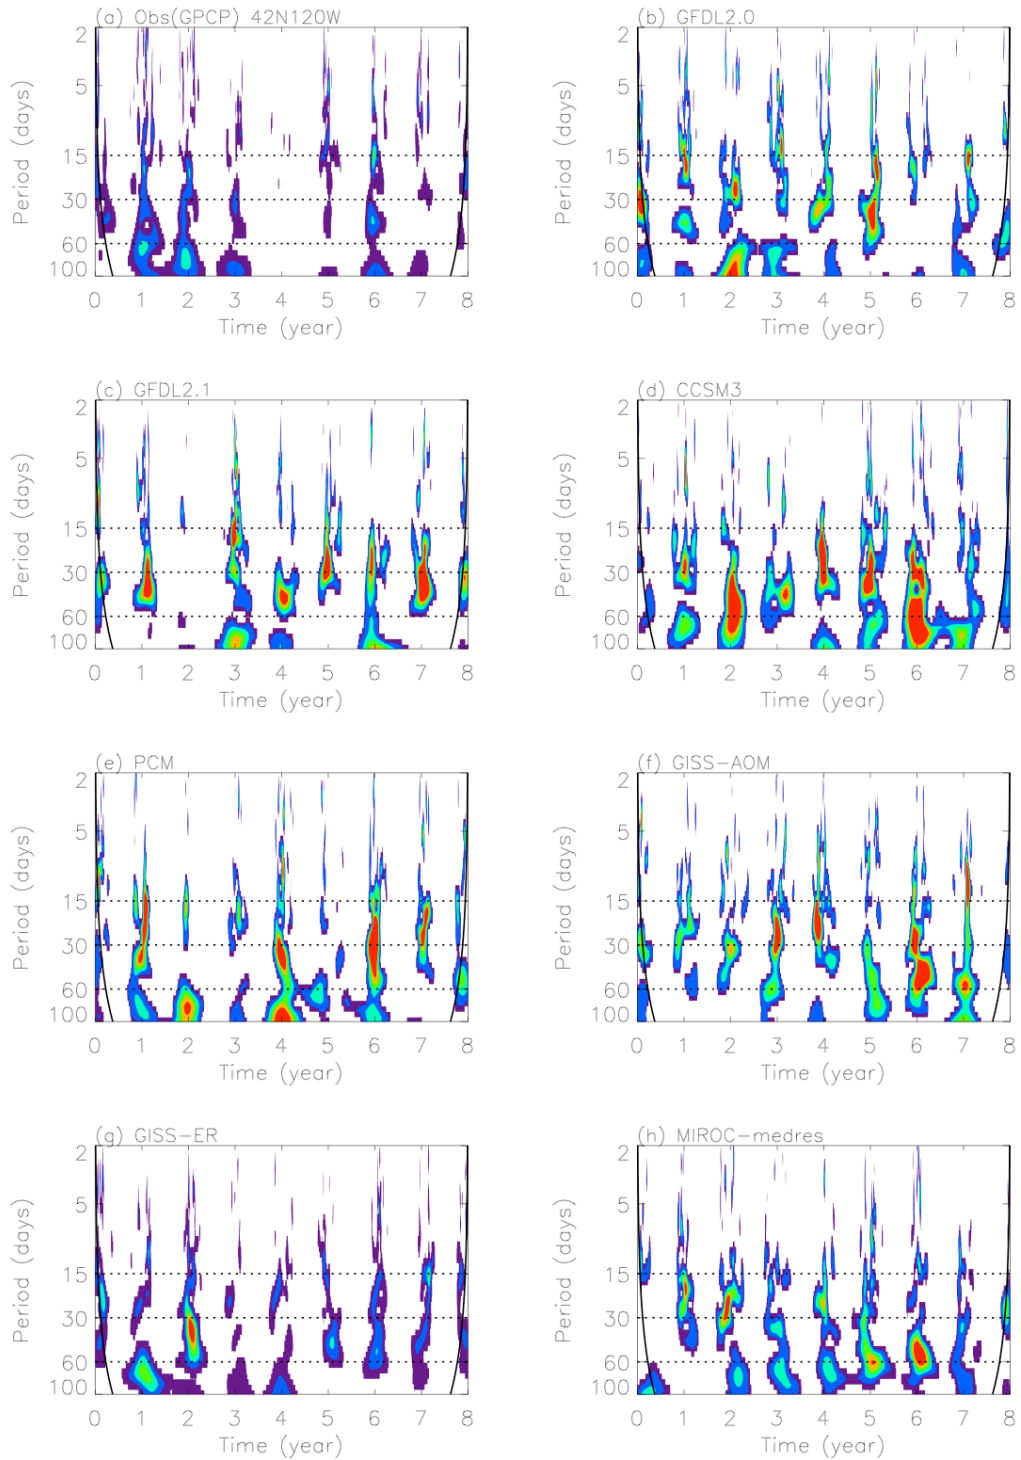 (a) Obs(GPCP) 42N120W
2
5
15
30
60
100
Period (days)
0 1 2 3 4 5 6 7 8
Time (year)
(b) GFDL2.0
2
5
15
30
60
100
Period (days)
0 1 2 3 4 5 6 7 8
Time (year)
(c) GFDL2.1
2
5
15
30
60
100
Period (days)
0 1 2 3 4 5 6 7 8
Time (year)
(d) CCSM3
2
5
15
30
60
100
Period (days)
0 1 2 3 4 5 6 7 8
Time (year)
(e) PCM
2
5
15
30
60
100
Period (days)
0 1 2 3 4 5 6 7 8
Time (year)
(f) GISS-AOM
2
5
15
30
60
100
Period (days)
0 1 2 3 4 5 6 7 8
Time (year)
(g) GISS-ER
2
5
15
30
60
100
Period (days)
0 1 2 3 4 5 6 7 8
Time (year)
(h) MIROC-medres
2
5
15
30
60
100
Period (days)
0 1 2 3 4 5 6 7 8
Time (year)